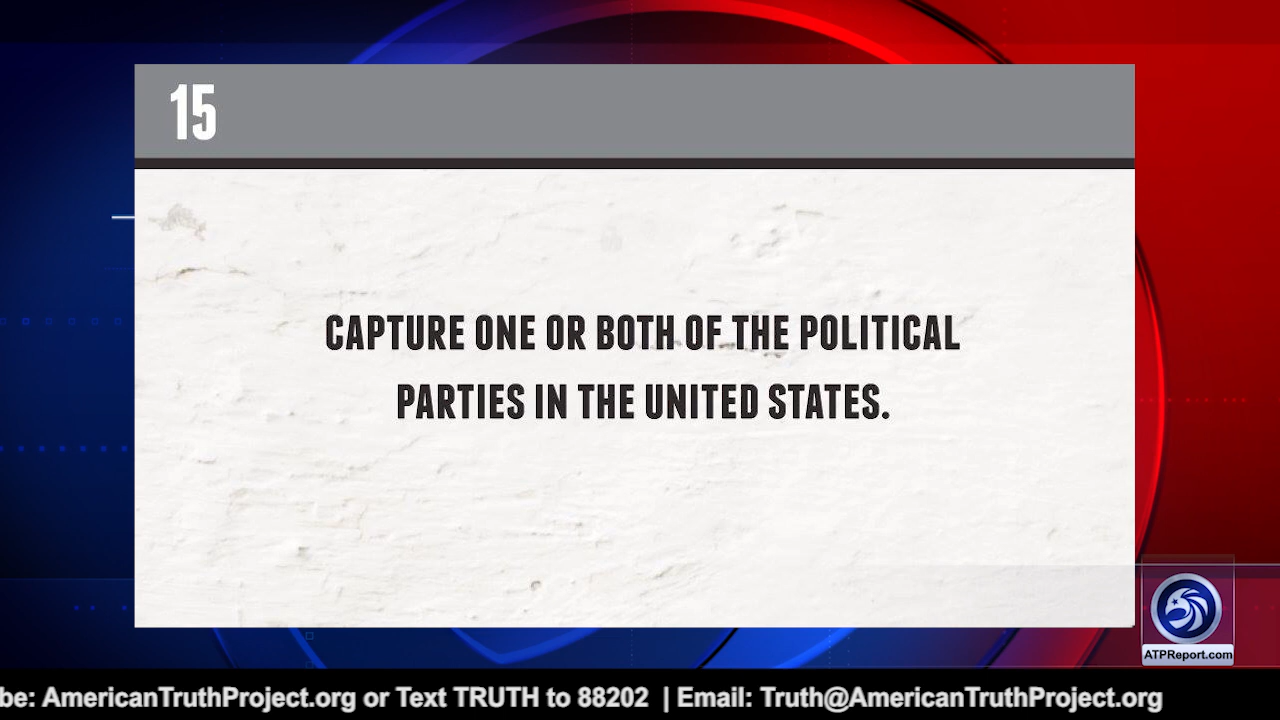 15
CAPTURE ONE OR BOTH OF THE POLITICAL
PARTIES IN THE UNITED STATES.
ATPReport.com
be: AmericanTruthProject.org or Text TRUTH to 88202 | Email: Truth@AmericanTruthProject.org